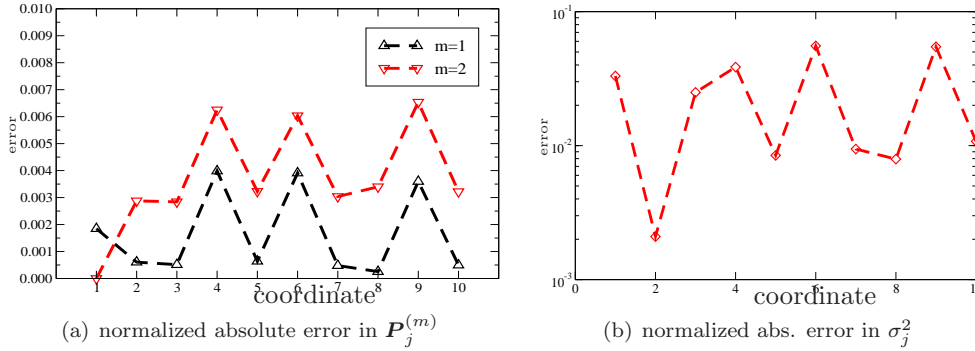 0.010
0.009
0.008
0.007
0.006
0.005
0.004
0.003
0.002
0.001
0.000
error
m=1
m=2
1 2 3 4 5 6 7 8 9 10
coordinate
(a) normalized absolute error in P_j^{(m)}
10^{-1}
10^{-2}
10^{-3}
error
0 2 4 6 8 10
coordinate
(b) normalized abs. error in σ_j^2